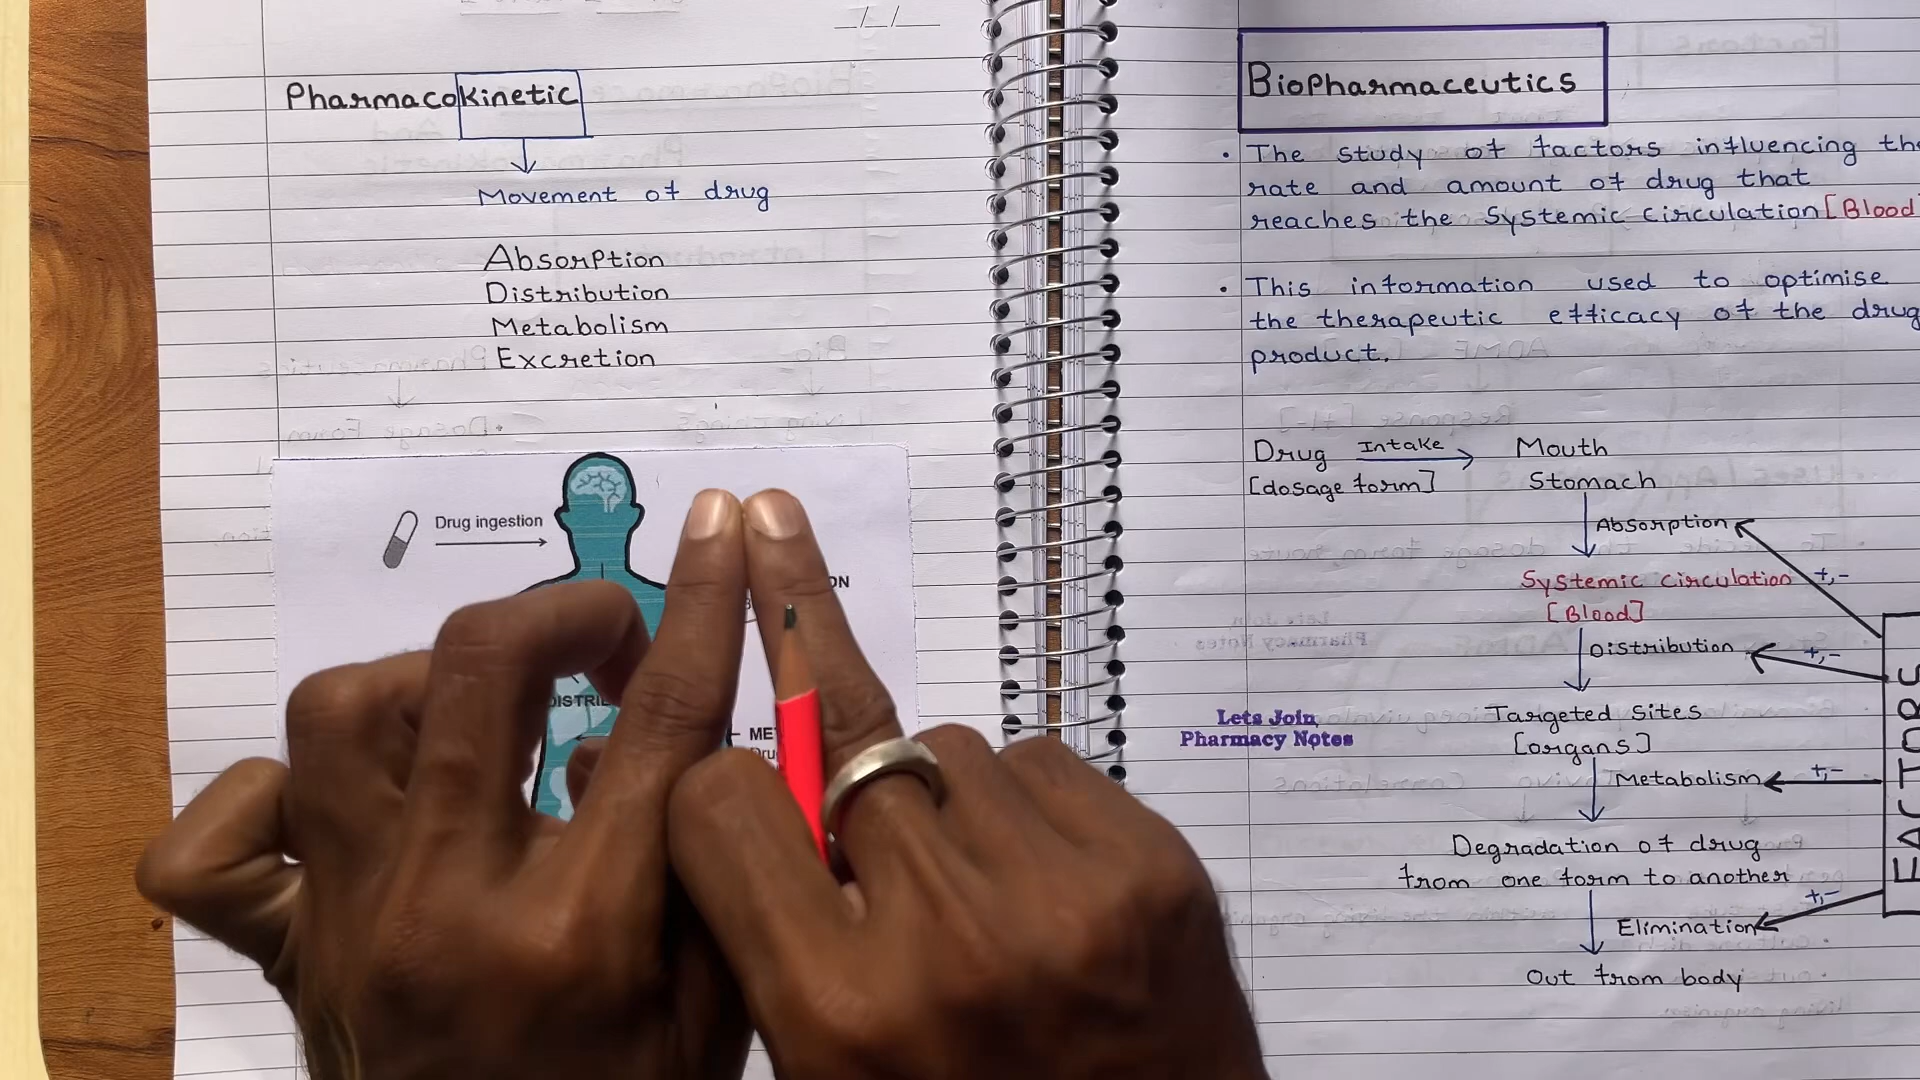 Pharmacokinetic
Movement of drug
Absorption
Distribution
Metabolism
Excretion
Drug ingestion
Biopharmaceutics
• The study of factors influencing the
rate and amount of drug that
reaches the systemic circulation [Blood
• This information used to optimise
the therapeutic efficacy of the drug
product.
Drug Intake Mouth
[dosage form] Stomach
Absorption
+,-
Systemic circulation
[Blood]
Distribution
+,-
Lets Join
Pharmacy Notes
Targeted Sites
[organs]
Metabolism
+,-
Degradation of drug
from one form to another
+,-
Elimination
Out from body
FACTORS